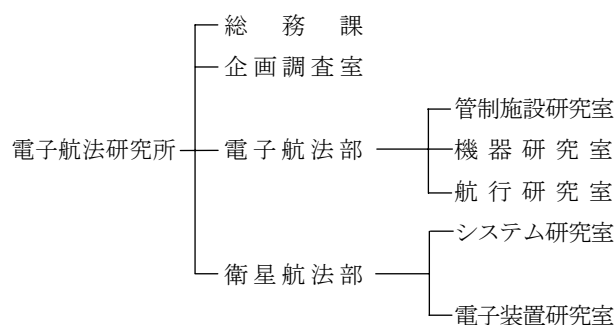 総務課
企画調査室
管制施設研究室
電子航法研究所
電子航法部
機器研究室
航行研究室
システム研究室
衛星航法部
電子装置研究室